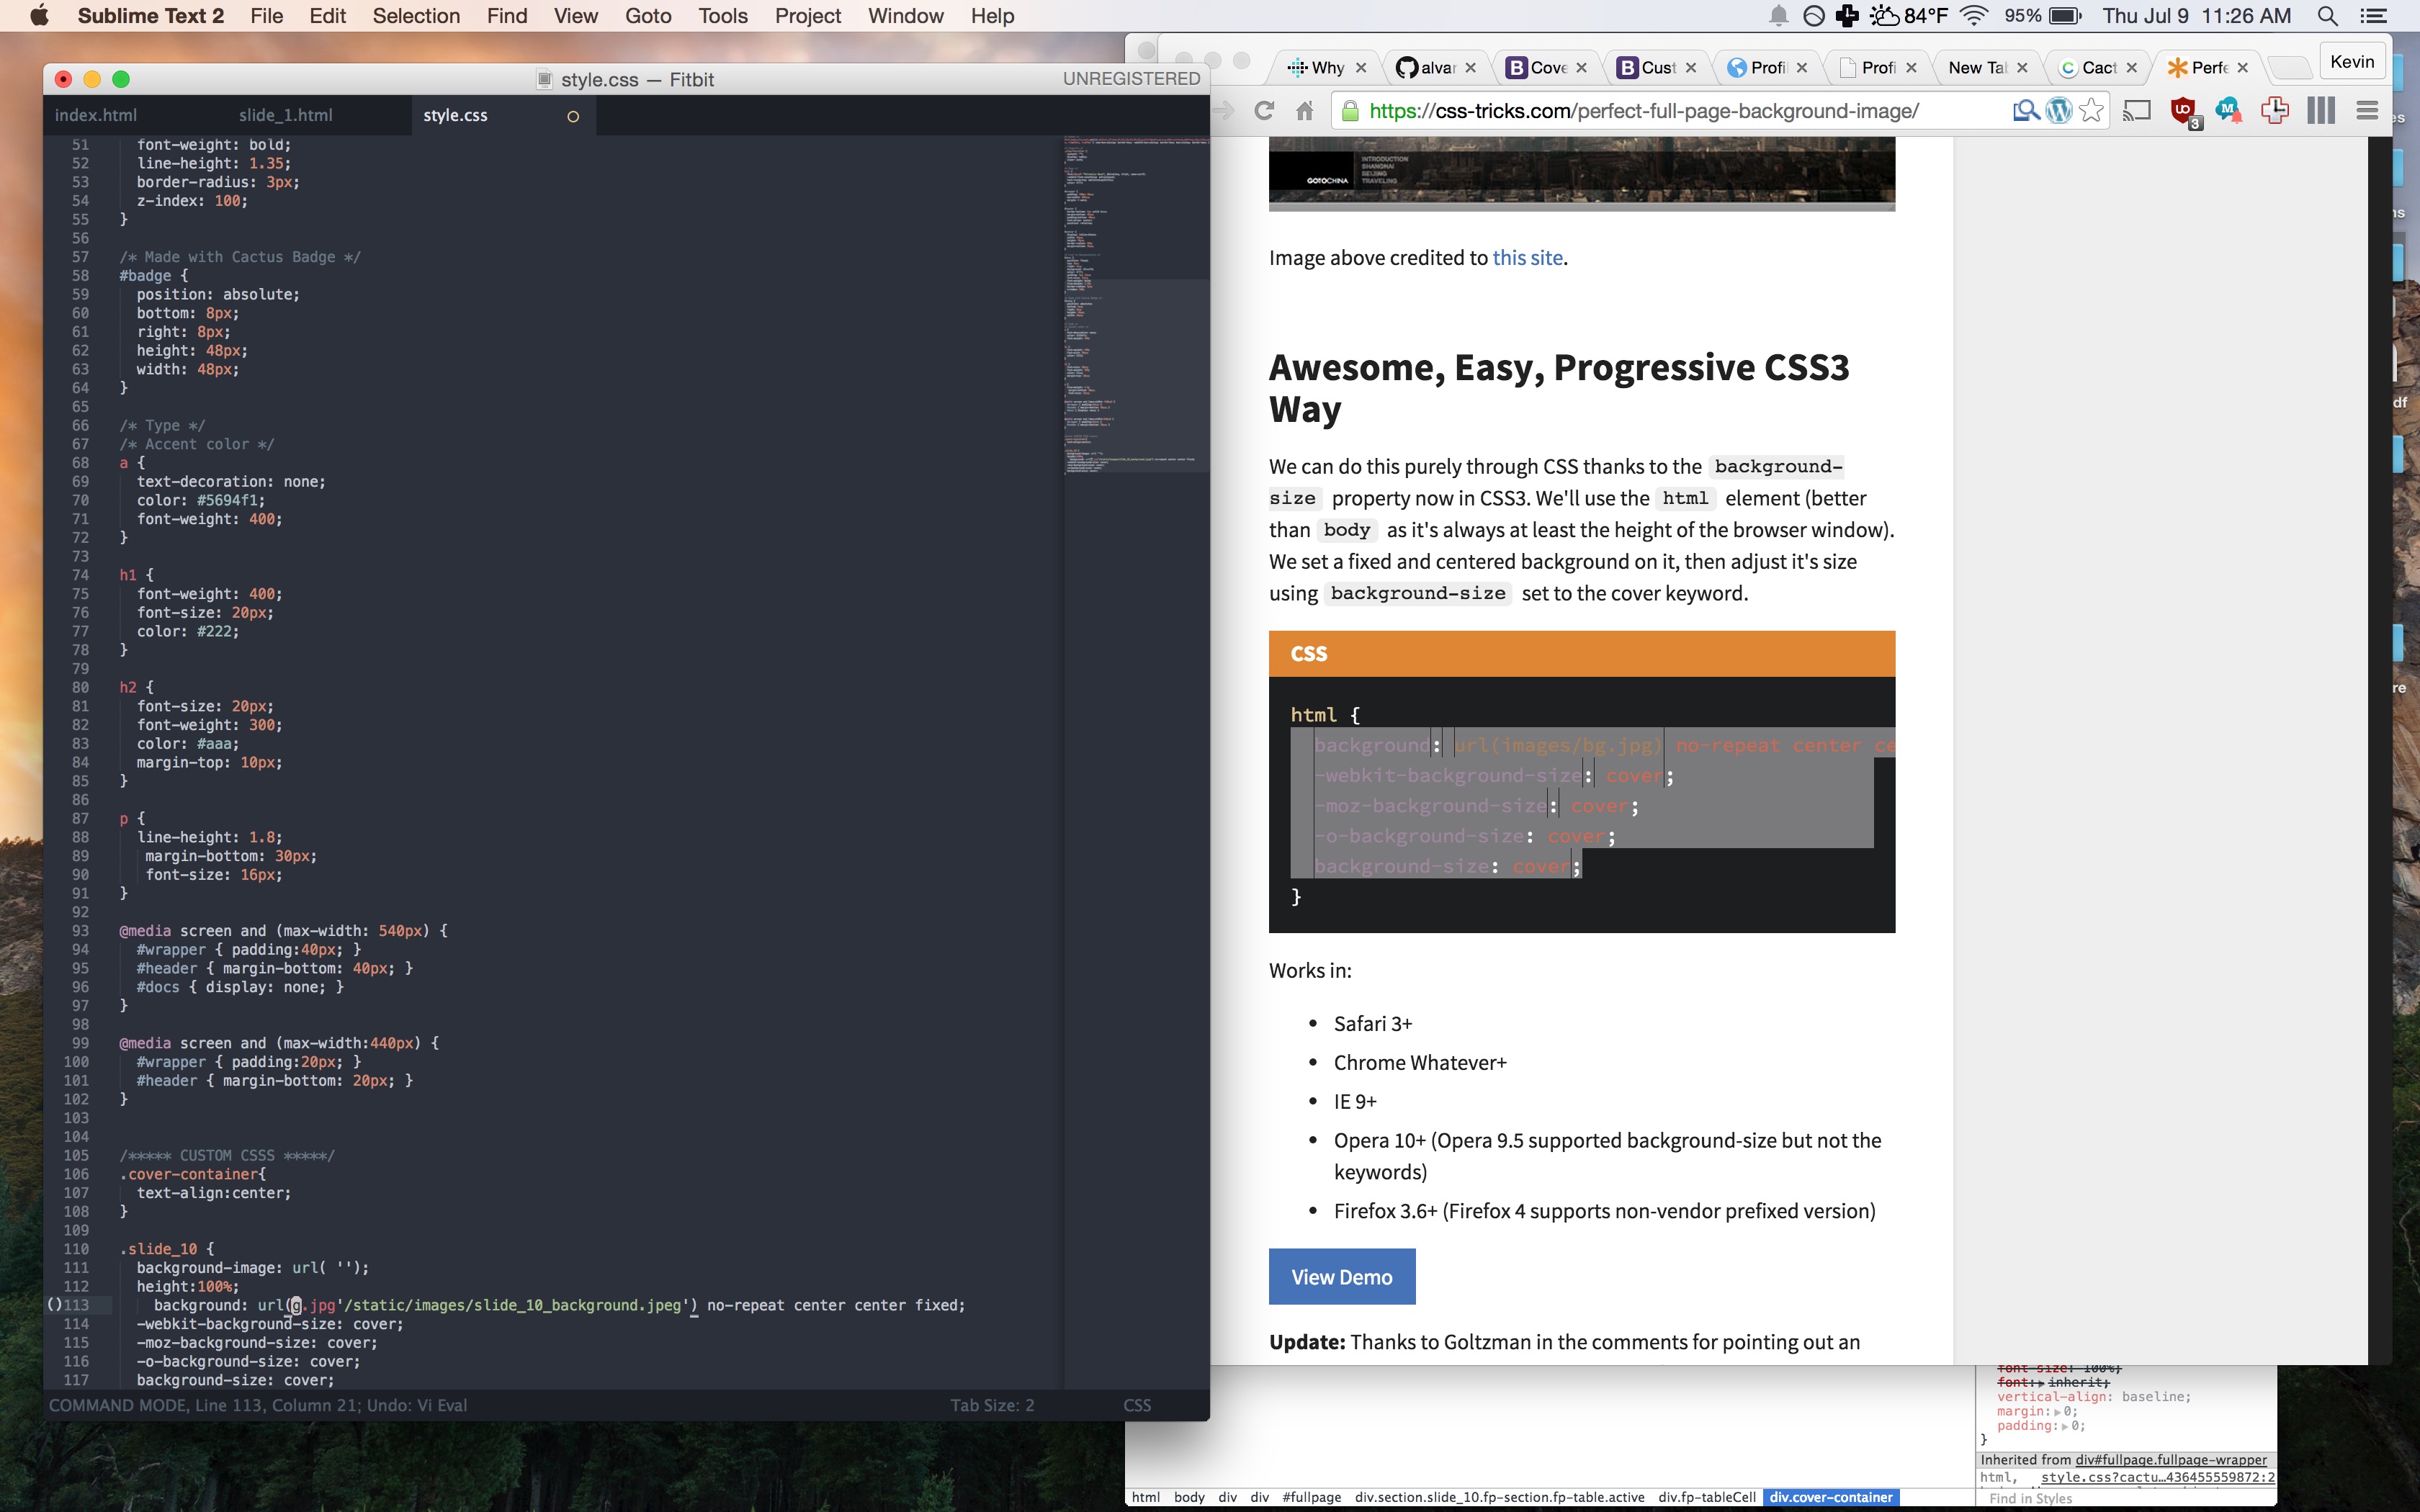 Sublime Text 2 File Edit Selection Find View Goto Tools Project Window Help
84°F 95% Thu Jul 9 11:26 AM
style.css — Fitbit
UNREGISTERED
index.html slide_1.html style.css
51 font-weight: bold;
52 line-height: 1.35;
53 border-radius: 3px;
54 z-index: 100;
55 }
56
57 /* Made with Cactus Badge */
58 #badge {
59 position: absolute;
60 bottom: 8px;
61 right: 8px;
62 height: 48px;
63 width: 48px;
64 }
65
66 /* Type */
67 /* Accent color */
68 a {
69 text-decoration: none;
70 color: #5694f1;
71 font-weight: 400;
72 }
73
74 h1 {
75 font-weight: 400;
76 font-size: 20px;
77 color: #222;
78 }
79
80 h2 {
81 font-size: 20px;
82 font-weight: 300;
83 color: #aaa;
84 margin-top: 10px;
85 }
86
87 p {
88 line-height: 1.8;
89 margin-bottom: 30px;
90 font-size: 16px;
91 }
92
93 @media screen and (max-width: 540px) {
94 #wrapper { padding:40px; }
95 #header { margin-bottom: 40px; }
96 #docs { display: none; }
97 }
98
99 @media screen and (max-width:440px) {
100 #wrapper { padding:20px; }
101 #header { margin-bottom: 20px; }
102 }
103
104
105 /***** CUSTOM CSSS *****/
106 .cover-container{
107 text-align:center;
108 }
109
110 .slide_10 {
111 background-image: url( '');
112 height:100%;
()113 background: url(g.jpg'/static/images/slide_10_background.jpeg') no-repeat center center fixed;
114 -webkit-background-size: cover;
115 -moz-background-size: cover;
116 -o-background-size: cover;
117 background-size: cover;
COMMAND MODE, Line 113, Column 21; Undo: Vi Eval
Tab Size: 2 CSS
Why alvar Cove Cust Profi Profi New Tab Cact Perfe Kevin
https://css-tricks.com/perfect-full-page-background-image/
3
GOTOCHINA
INTRODUCTION
SHANGHAI
BEIJING
TRAVELING
Image above credited to this site.
Awesome, Easy, Progressive CSS3
Way
We can do this purely through CSS thanks to the background-
size property now in CSS3. We'll use the html element (better
than body as it's always at least the height of the browser window).
We set a fixed and centered background on it, then adjust it's size
using background-size set to the cover keyword.
CSS
html {
background: url(images/bg.jpg) no-repeat center ce
-webkit-background-size: cover;
-moz-background-size: cover;
-o-background-size: cover;
background-size: cover;
}
Works in:
• Safari 3+
• Chrome Whatever+
• IE 9+
• Opera 10+ (Opera 9.5 supported background-size but not the
keywords)
• Firefox 3.6+ (Firefox 4 supports non-vendor prefixed version)
View Demo
Update: Thanks to Goltzman in the comments for pointing out an
font-size: 100%;
font: inherit;
vertical-align: baseline;
margin: 0;
padding: 0;
}
Inherited from div#fullpage.fullpage-wrapper
html, style.css?cactu…436455559872:2
Find in Styles
html body div div #fullpage div.section.slide_10.fp-section.fp-table.active div.fp-tableCell div.cover-container
es
ns
df
re